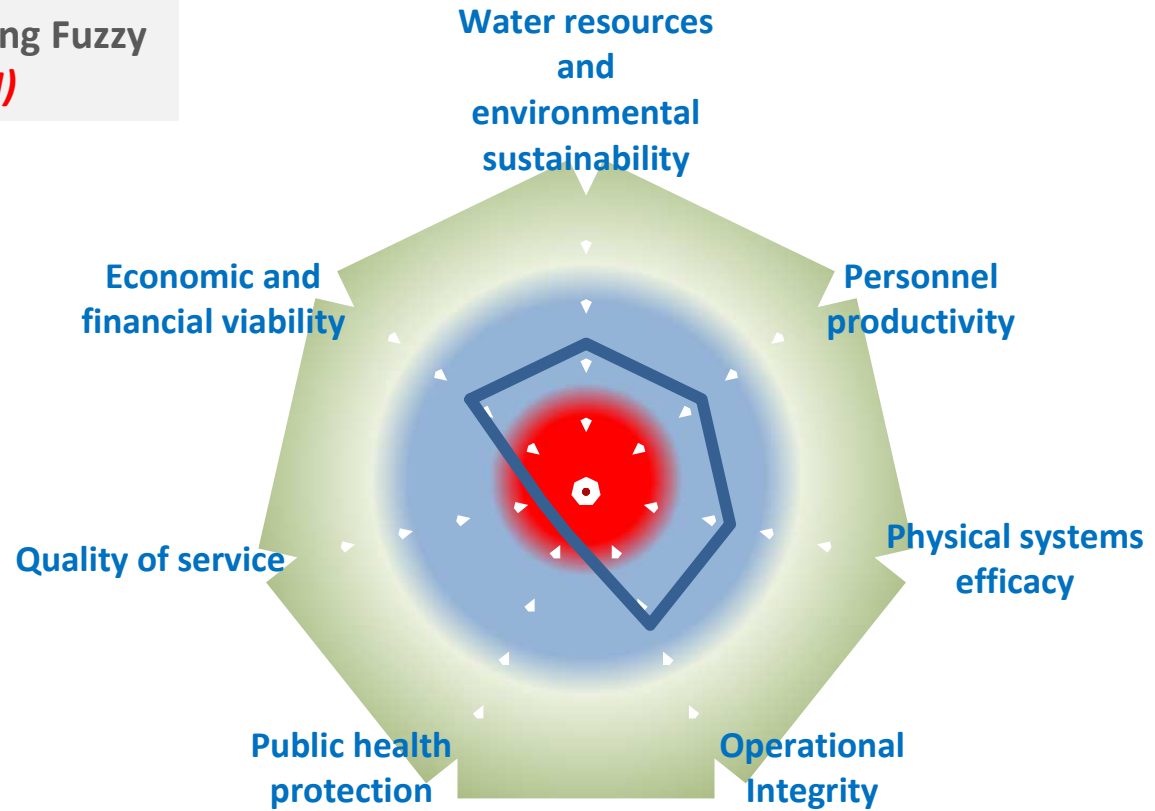 ng Fuzzy
)
Water resources
and
environmental
sustainability
Economic and
financial viability
Personnel
productivity
Quality of service
Physical systems
efficacy
Public health
protection
Operational
Integrity